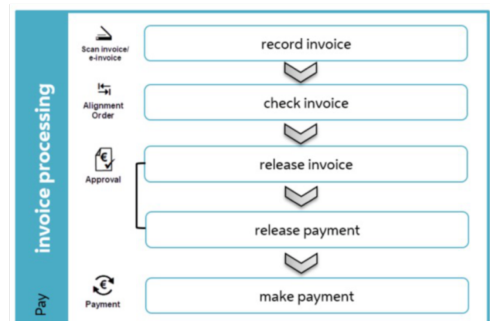 invoice processing
Pay
Scan invoice/
e-invoice
record invoice
Alignment
Order
check invoice
Approval
release invoice
release payment
Payment
make payment